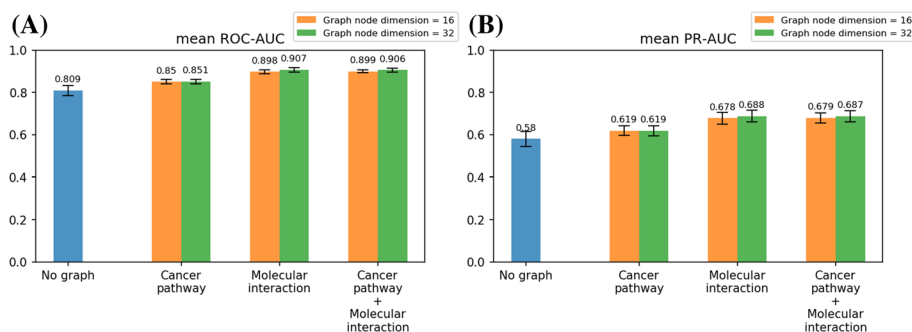 (A)
Graph node dimension = 16
Graph node dimension = 32
mean ROC-AUC
1.0
0.8
0.6
0.4
0.2
0.0
0.809
0.85
0.851
0.898
0.907
0.899
0.906
No graph
Cancer
pathway
Molecular
interaction
Cancer
pathway
+
Molecular
interaction
(B)
Graph node dimension = 16
Graph node dimension = 32
mean PR-AUC
1.0
0.8
0.6
0.4
0.2
0.0
0.58
0.619
0.619
0.678
0.688
0.679
0.687
No graph
Cancer
pathway
Molecular
interaction
Cancer
pathway
+
Molecular
interaction